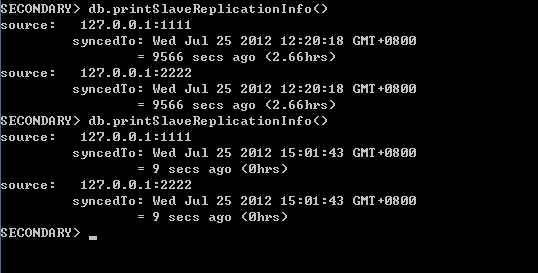 SECONDARY> db.printSlaveReplicationInfo()
source:   127.0.0.1:1111
         syncedTo: Wed Jul 25 2012 12:20:18 GMT+0800
                 = 9566 secs ago (2.66hrs)
source:   127.0.0.1:2222
         syncedTo: Wed Jul 25 2012 12:20:18 GMT+0800
                 = 9566 secs ago (2.66hrs)
SECONDARY> db.printSlaveReplicationInfo()
source:   127.0.0.1:1111
         syncedTo: Wed Jul 25 2012 15:01:43 GMT+0800
                 = 9 secs ago (0hrs)
source:   127.0.0.1:2222
         syncedTo: Wed Jul 25 2012 15:01:43 GMT+0800
                 = 9 secs ago (0hrs)
SECONDARY> _